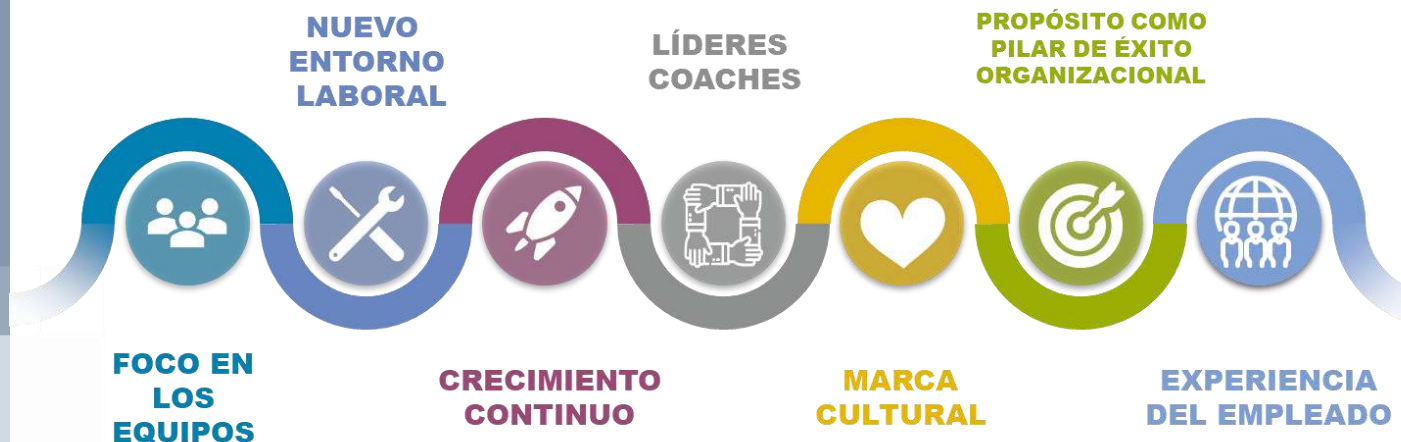 FOCO EN
LOS
EQUIPOS
NUEVO
ENTORNO
LABORAL
CRECIMIENTO
CONTINUO
LÍDERES
COACHES
MARCA
CULTURAL
PROPÓSITO COMO
PILAR DE ÉXITO
ORGANIZACIONAL
EXPERIENCIA
DEL EMPLEADO